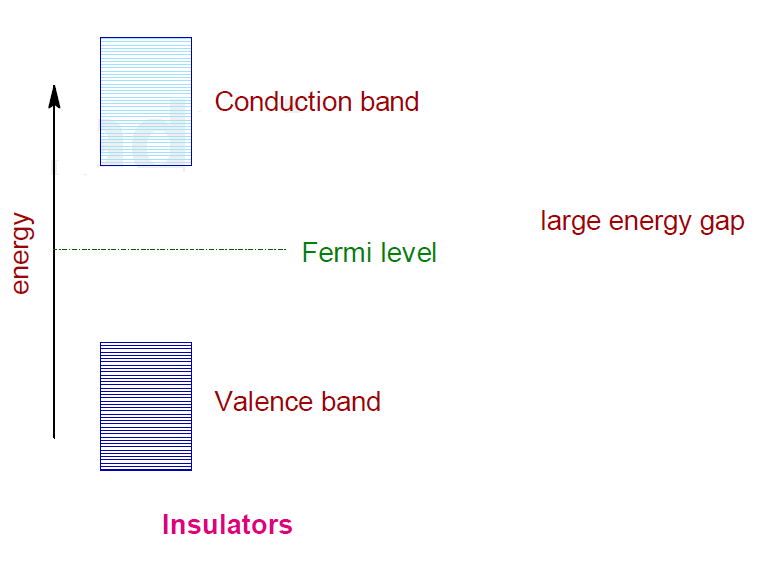 Conduction band
large energy gap
energy
Fermi level
Valence band
Insulators